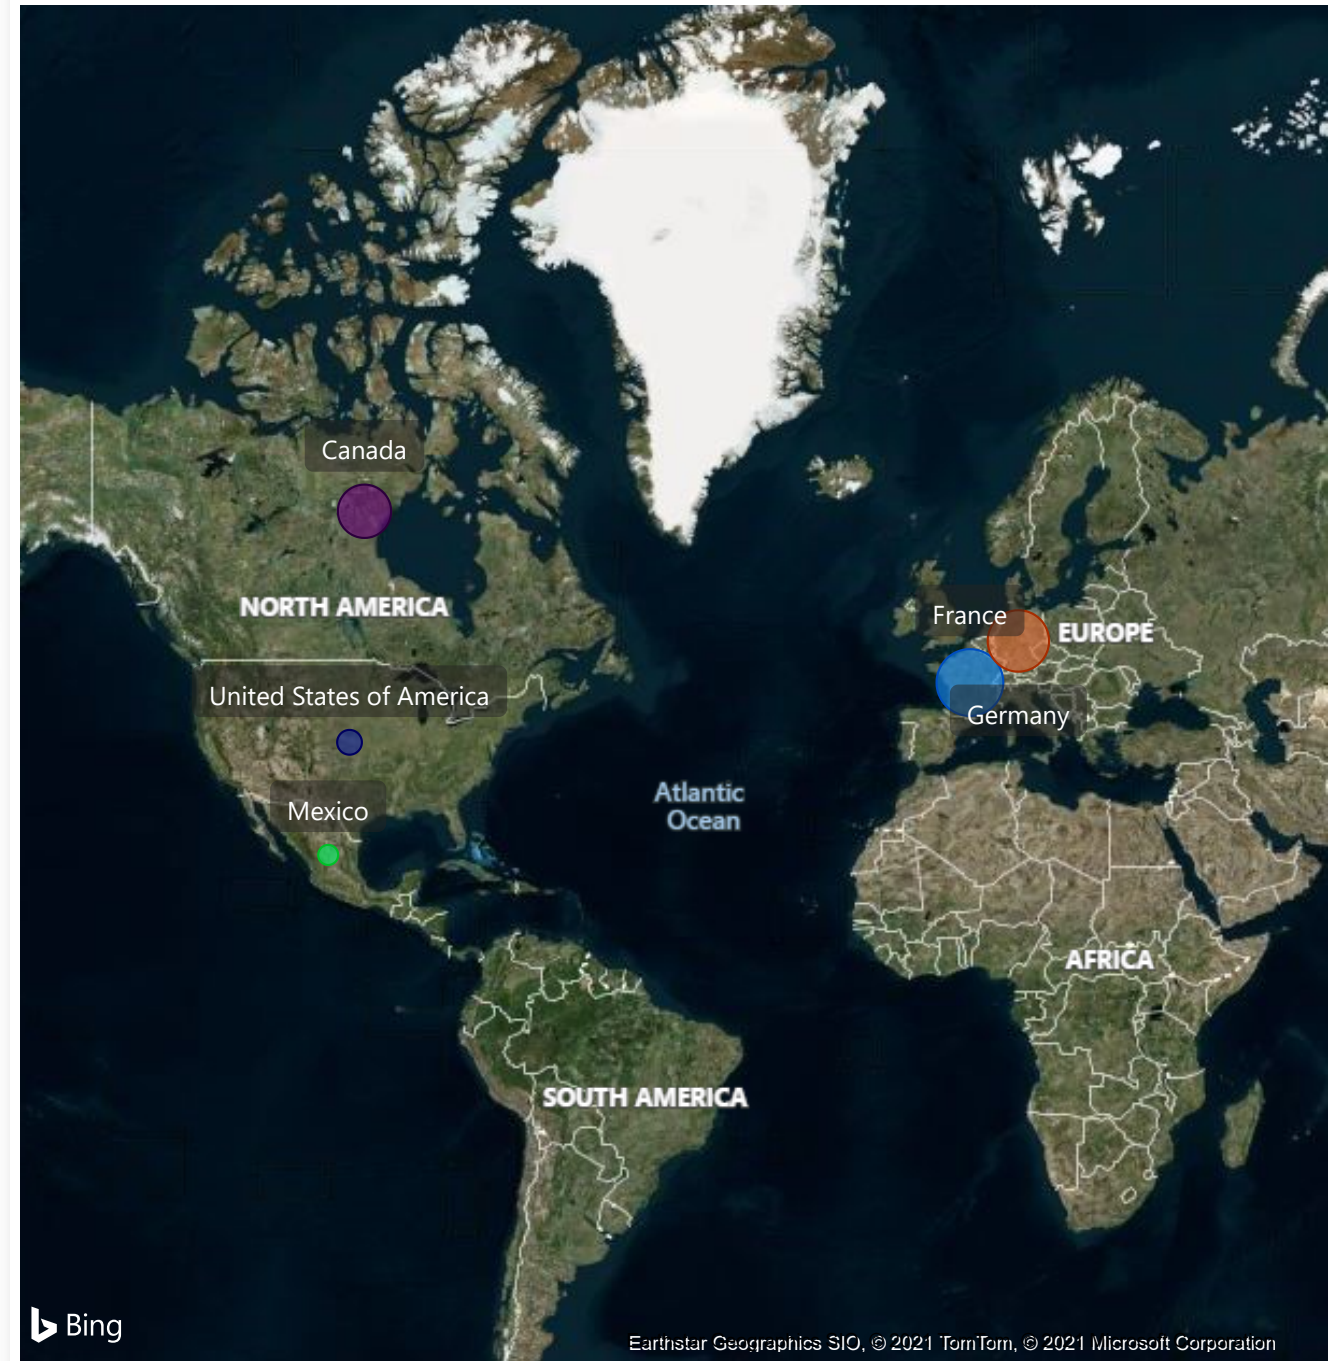 Canada
NORTH AMERICA
France
EUROPE
United States of America
Germany
Atlantic
Ocean
Mexico
AFRICA
SOUTH AMERICA
Bing
Earthstar Geographics SIO, © 2021 TomTom, © 2021 Microsoft Corporation